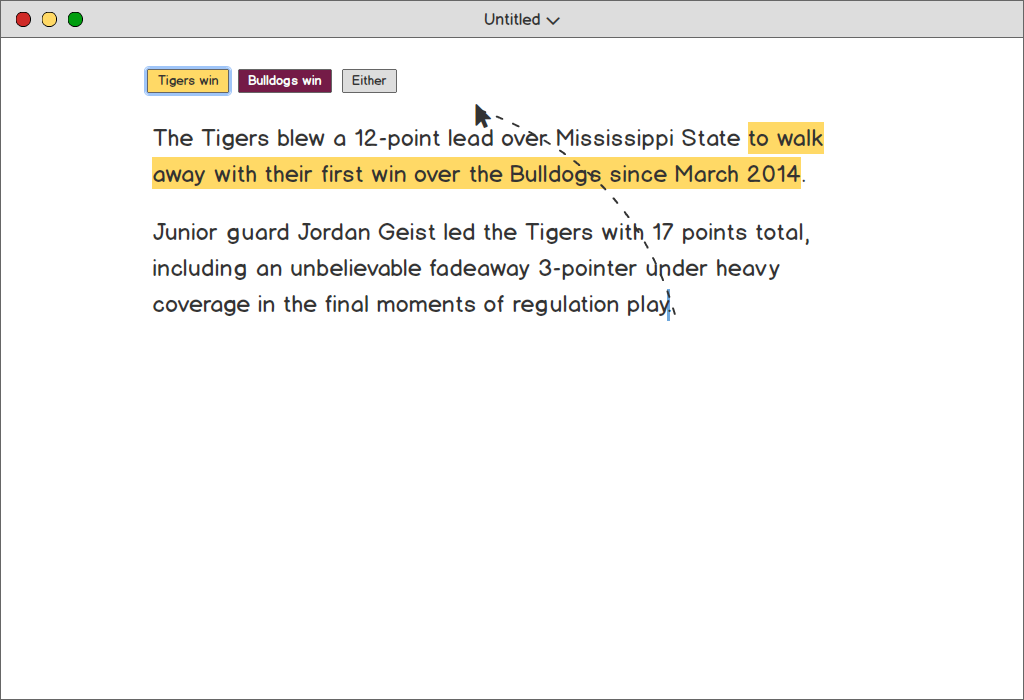 Untitled
Tigers win Bulldogs win Either
The Tigers blew a 12-point lead over Mississippi State to walk
away with their first win over the Bulldogs since March 2014.
Junior guard Jordan Geist led the Tigers with 17 points total,
including an unbelievable fadeaway 3-pointer under heavy
coverage in the final moments of regulation play.